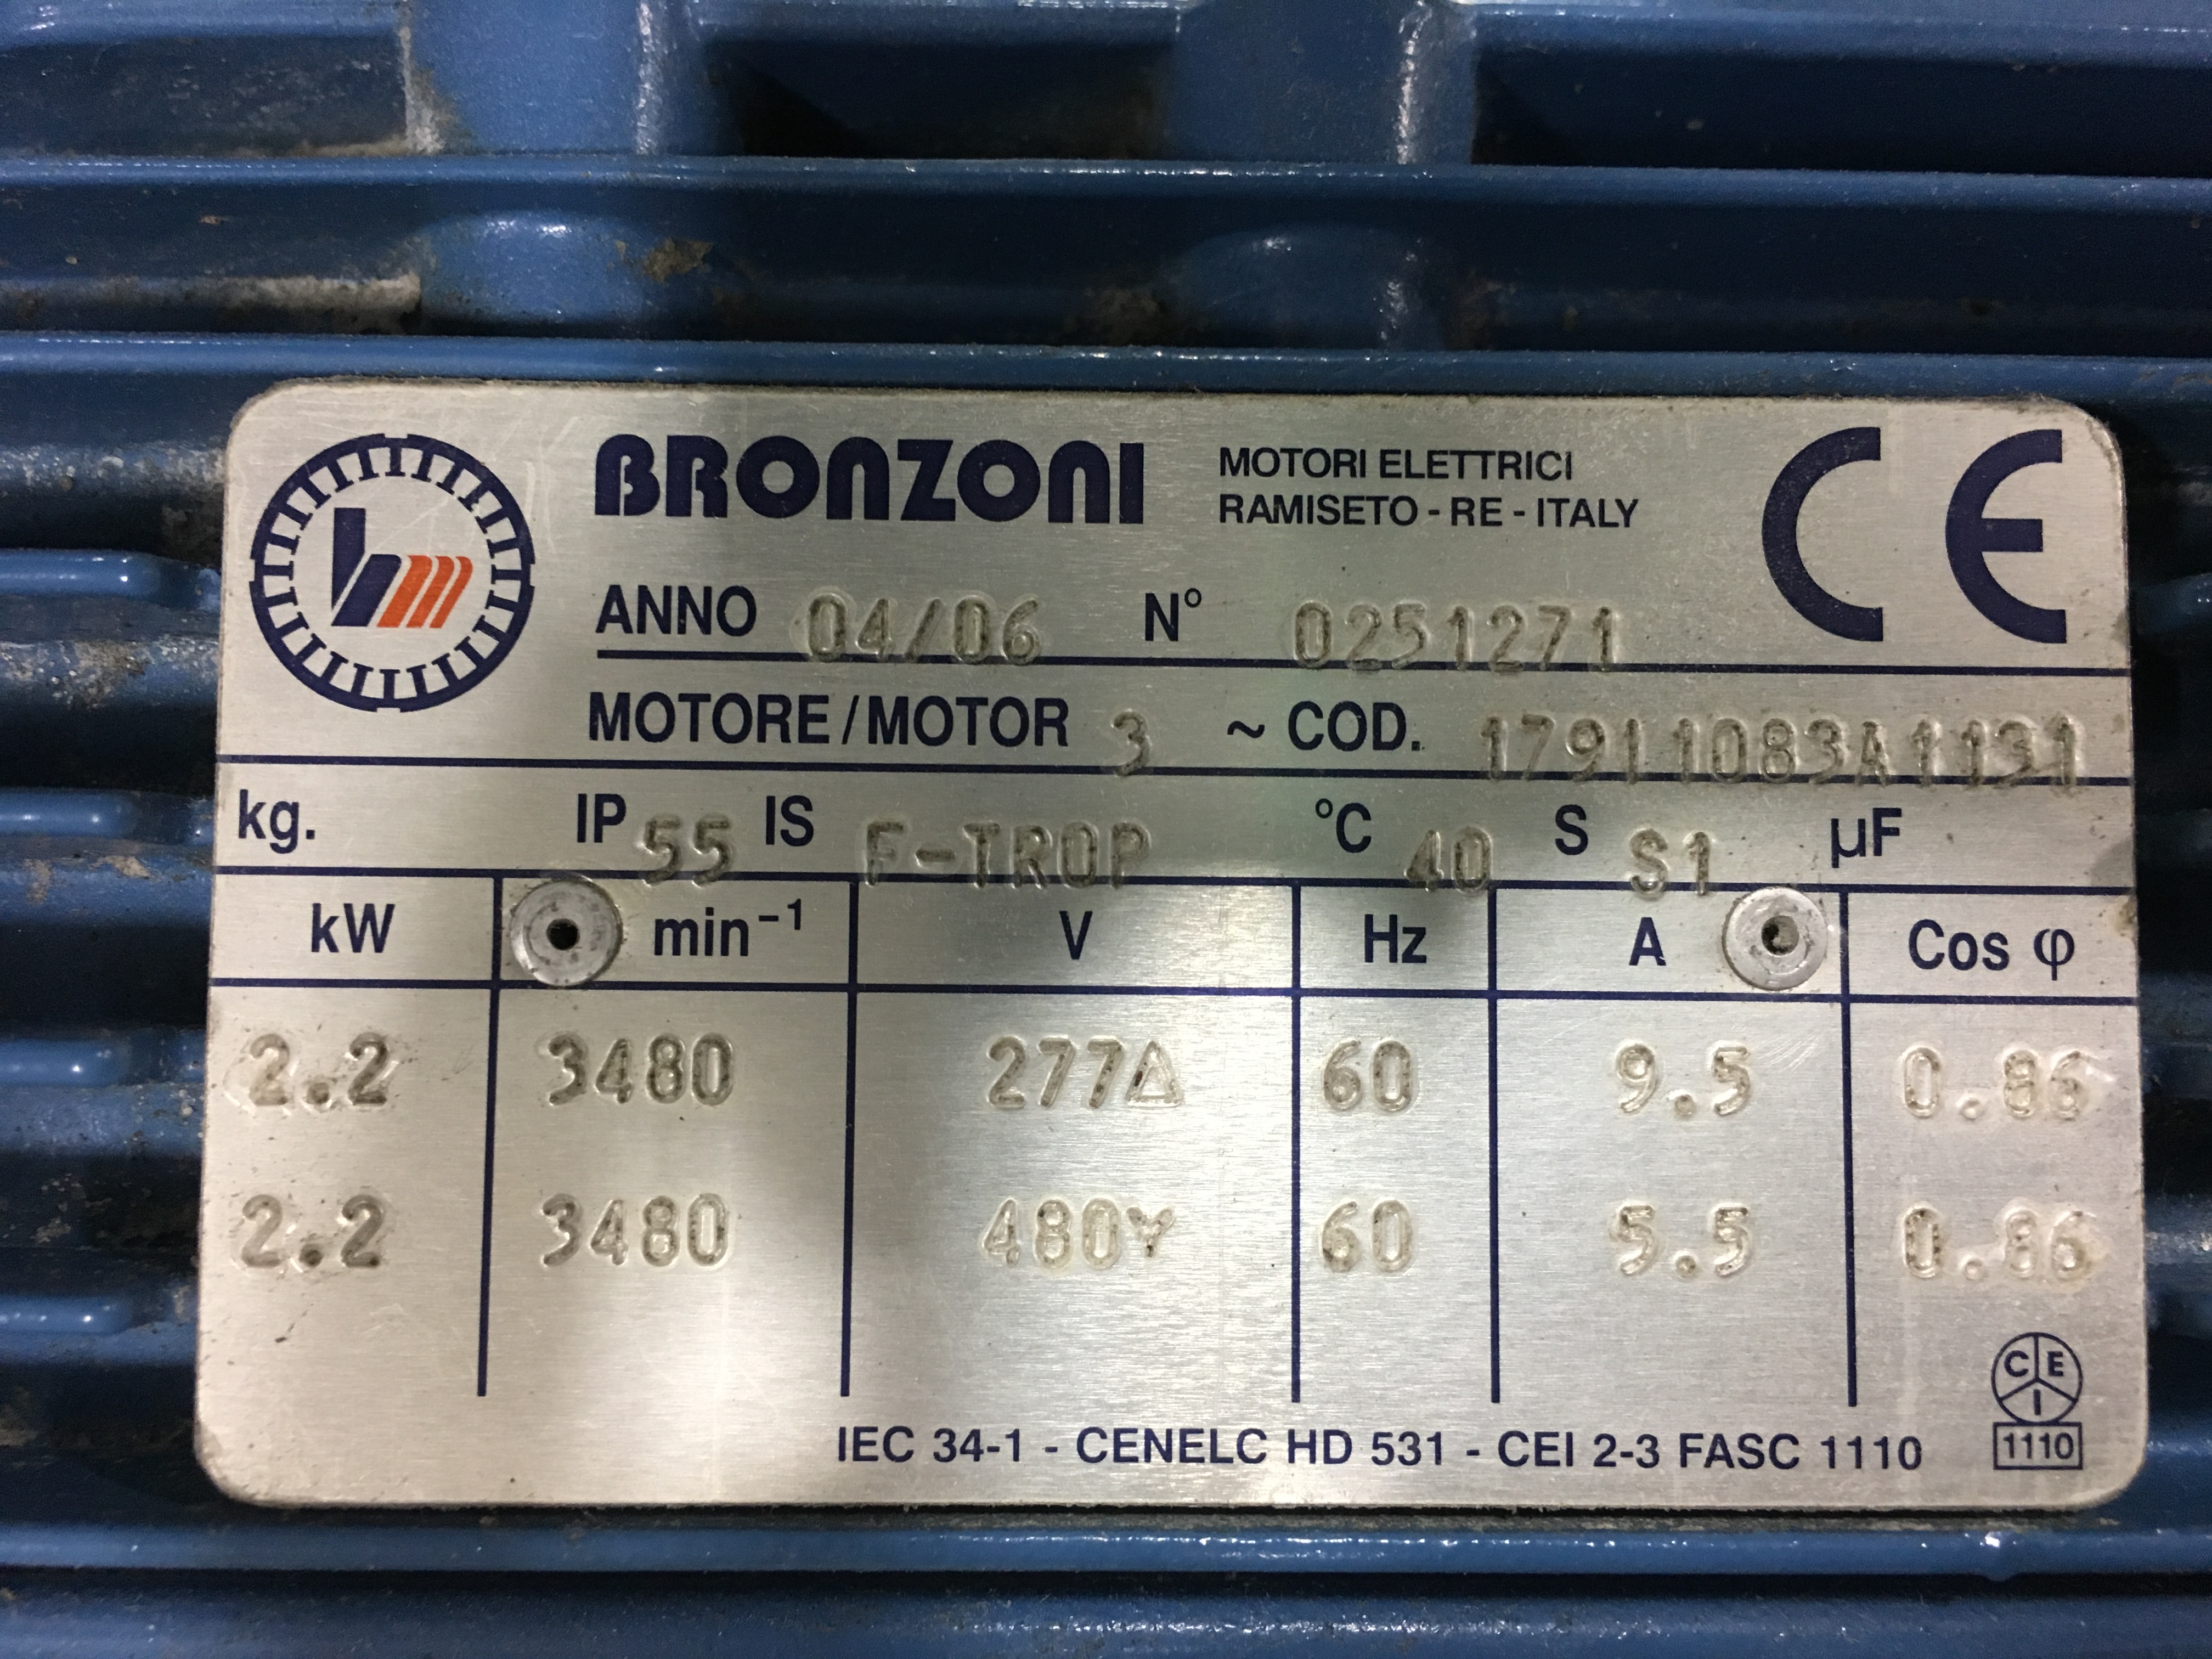 bm
BRONZONI
MOTORI ELETTRICI
RAMISETO - RE - ITALY
CE
ANNO 04/06 N° 0251271
MOTORE / MOTOR 3 ~ COD. 17911083A1131
kg. IP 55 IS F-TROP °C 40 S S1 µF
kW min⁻¹ V Hz A Cos φ
2.2 3480 277Δ 60 9.5 0.86
2.2 3480 480Y 60 5.5 0.86
CEI
1110
IEC 34-1 - CENELC HD 531 - CEI 2-3 FASC 1110